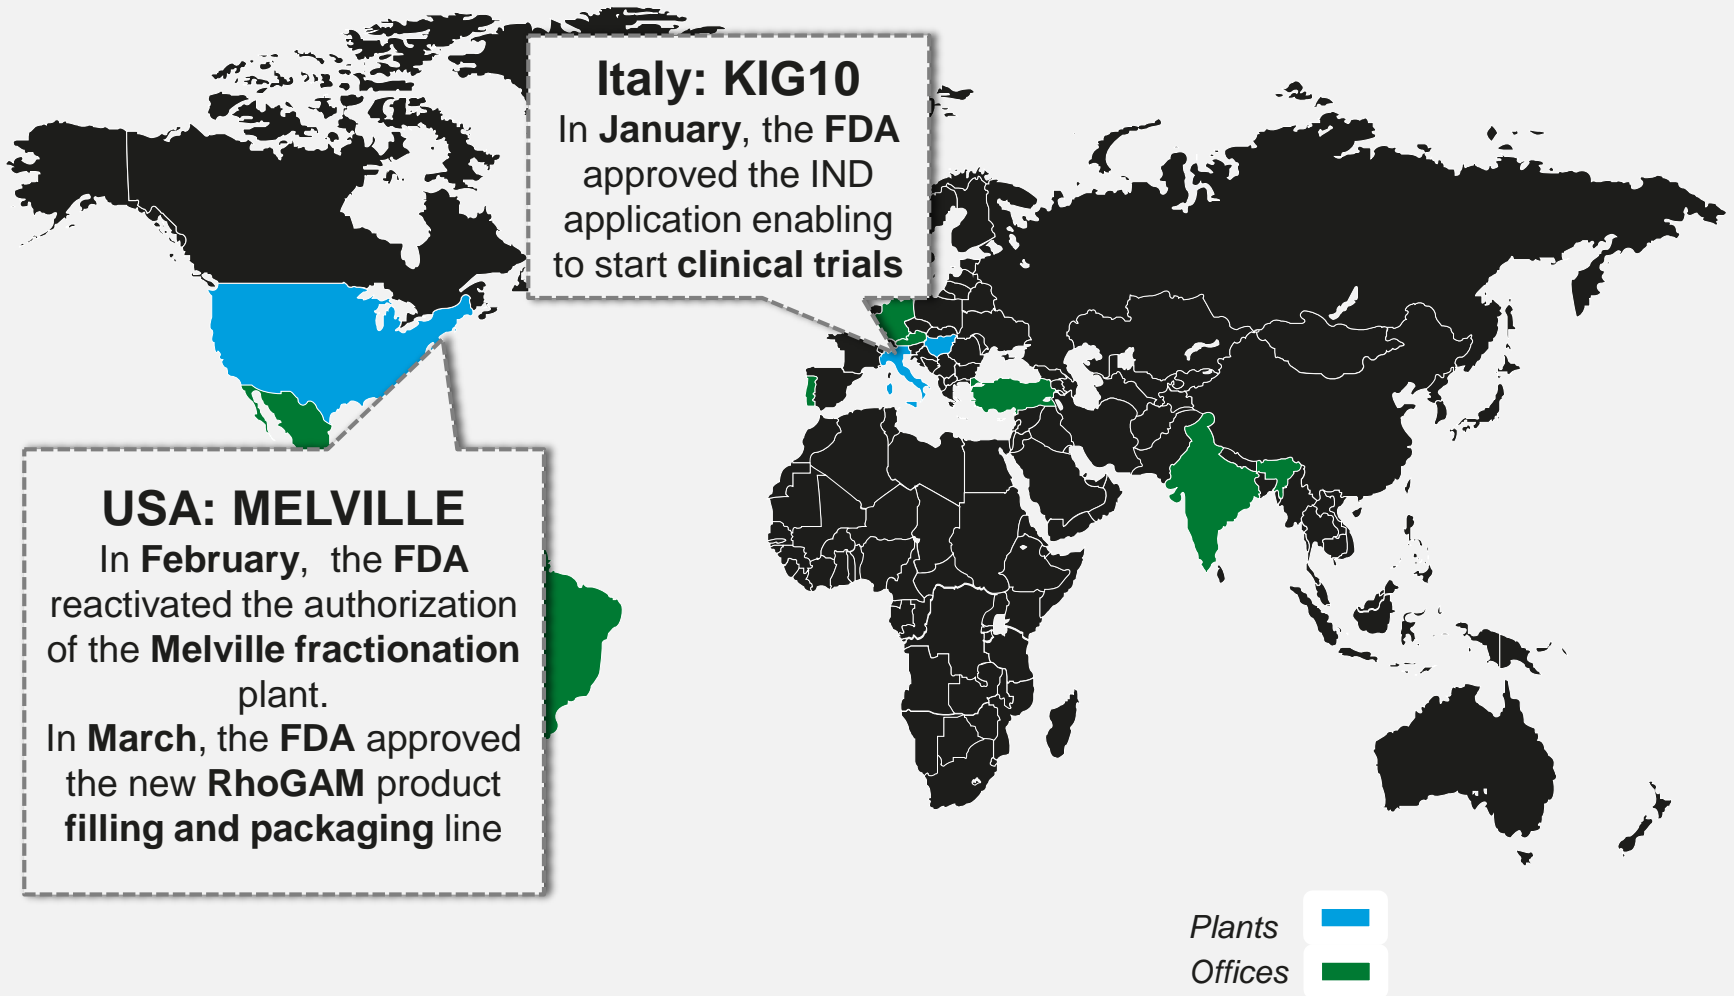 Italy: KIG10
In January, the FDA
approved the IND
application enabling
to start clinical trials
USA: MELVILLE
In February, the FDA
reactivated the authorization
of the Melville fractionation
plant.
In March, the FDA approved
the new RhoGAM product
filling and packaging line
Plants
Offices